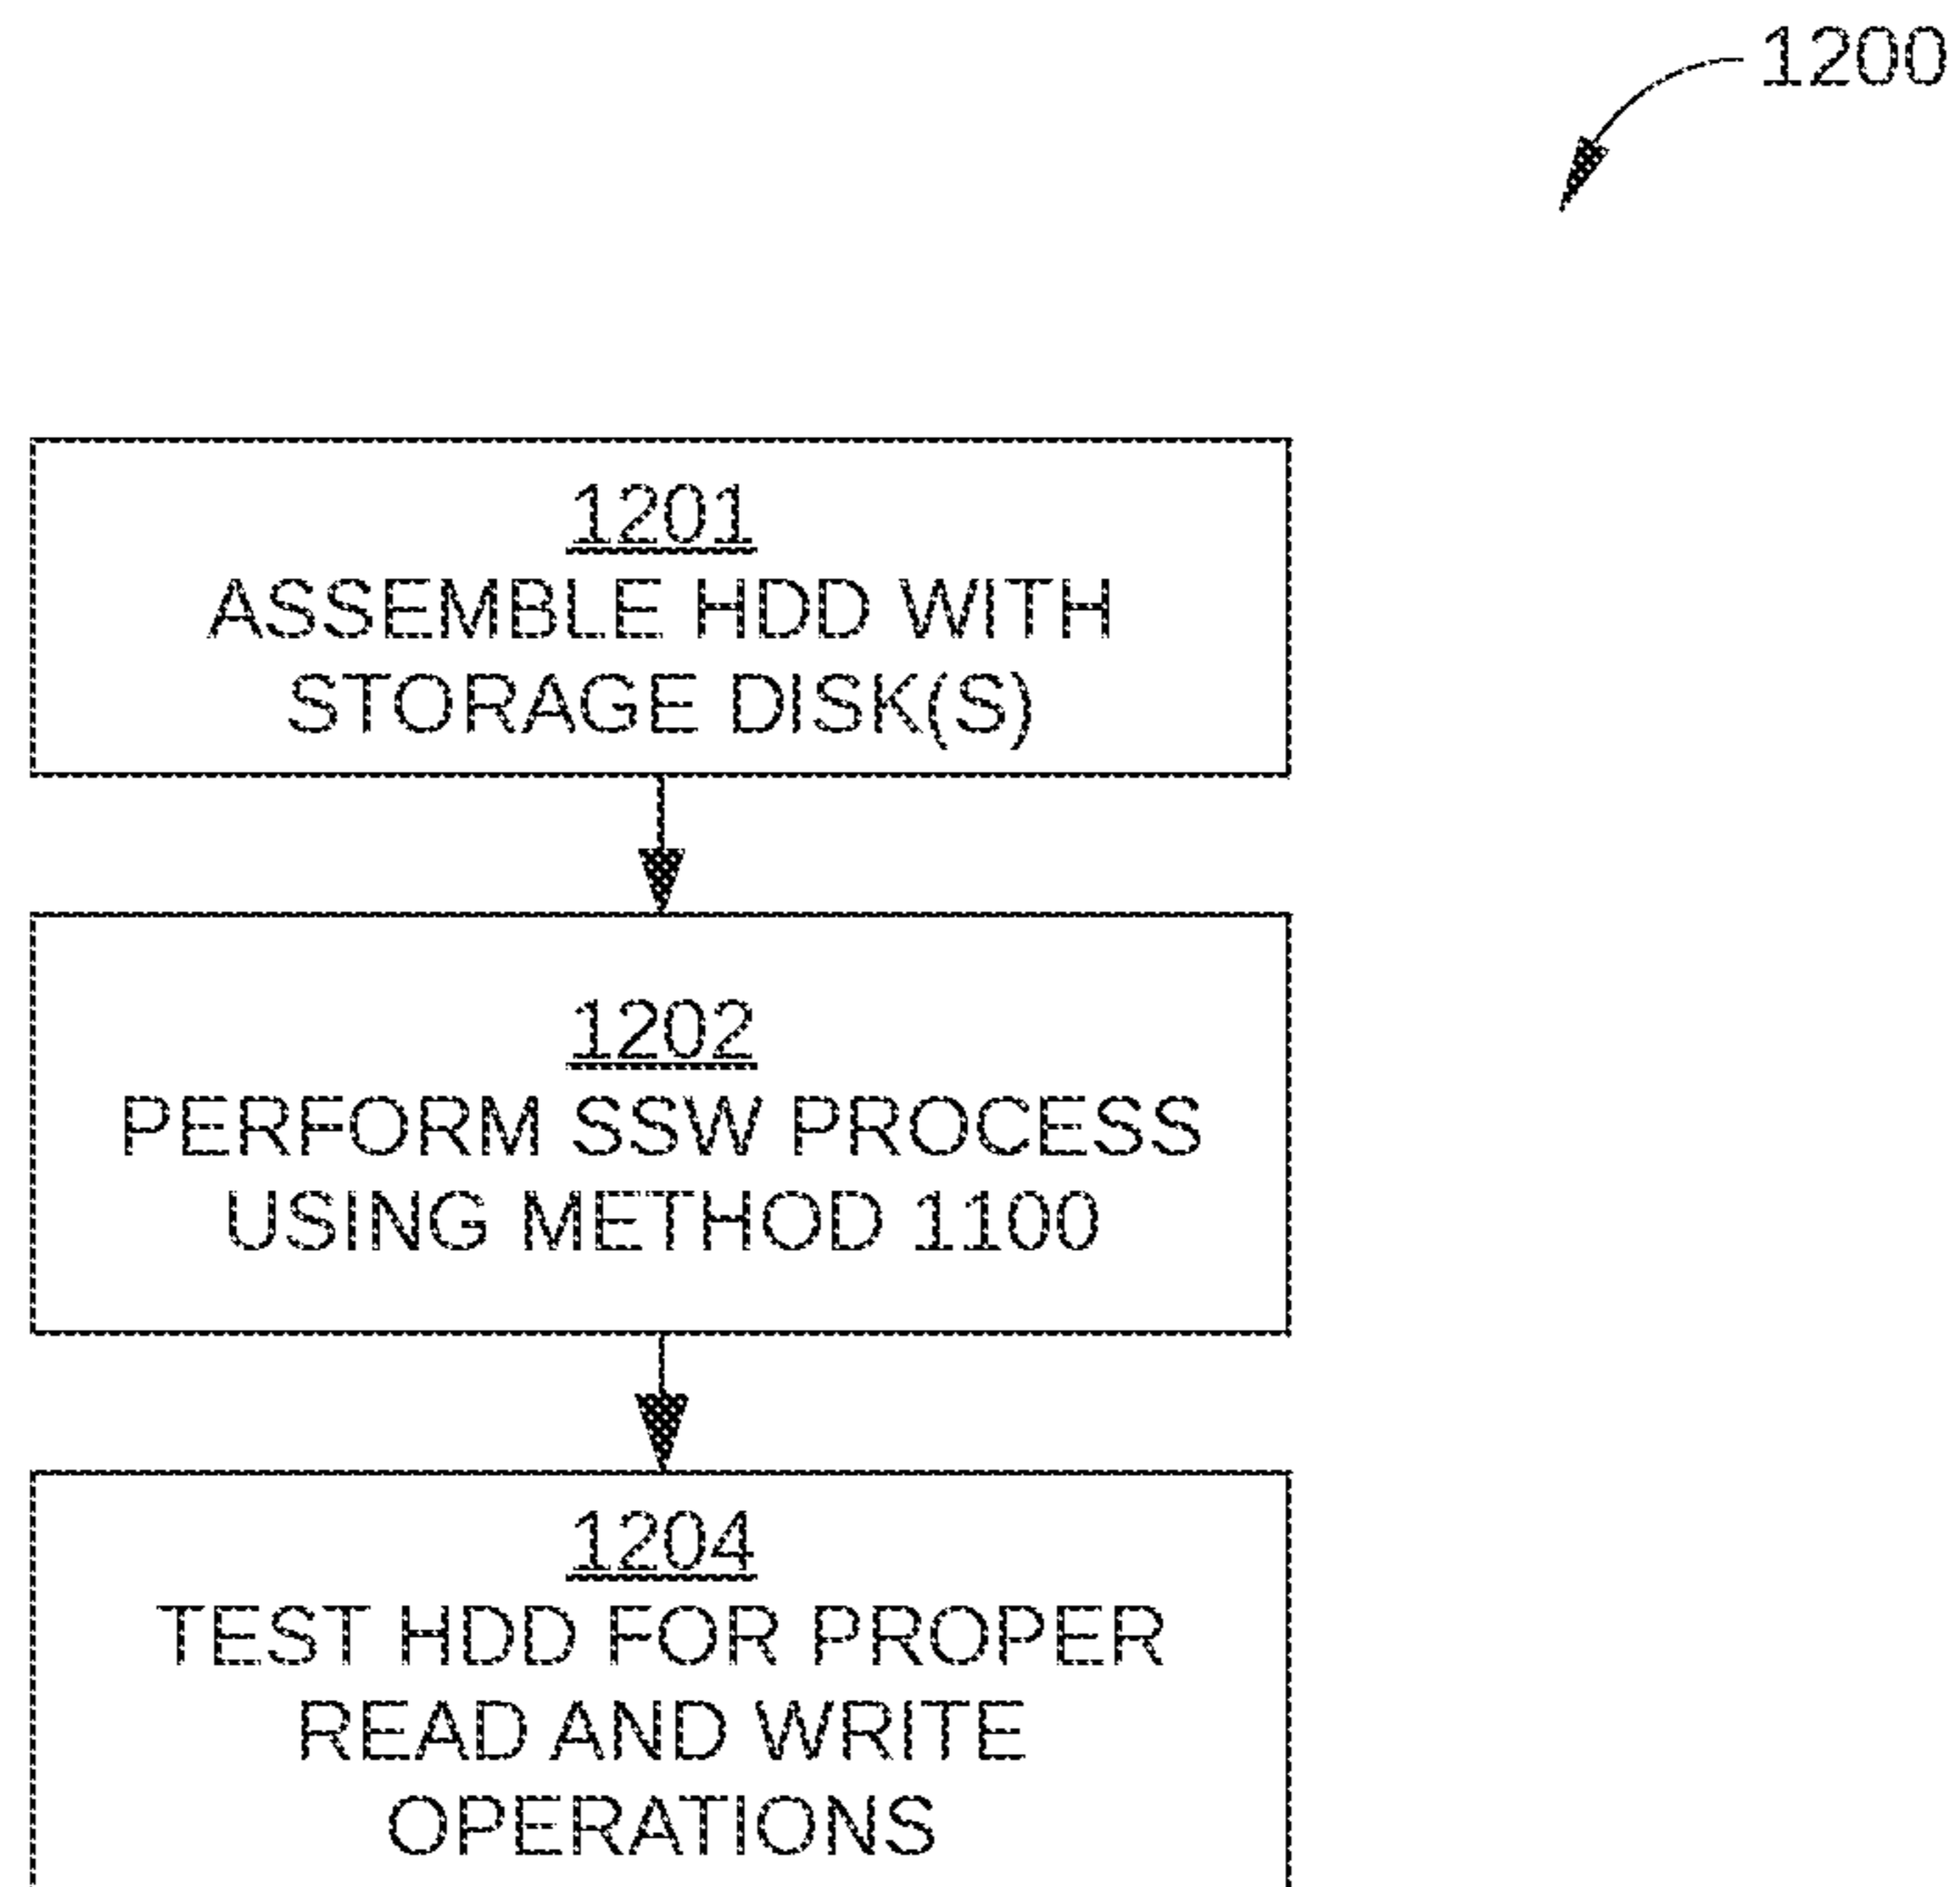 1200
1201
ASSEMBLE HDD WITH
STORAGE DISK(S)
1202
PERFORM SSW PROCESS
USING METHOD 1100
1204
TEST HDD FOR PROPER
READ AND WRITE
OPERATIONS